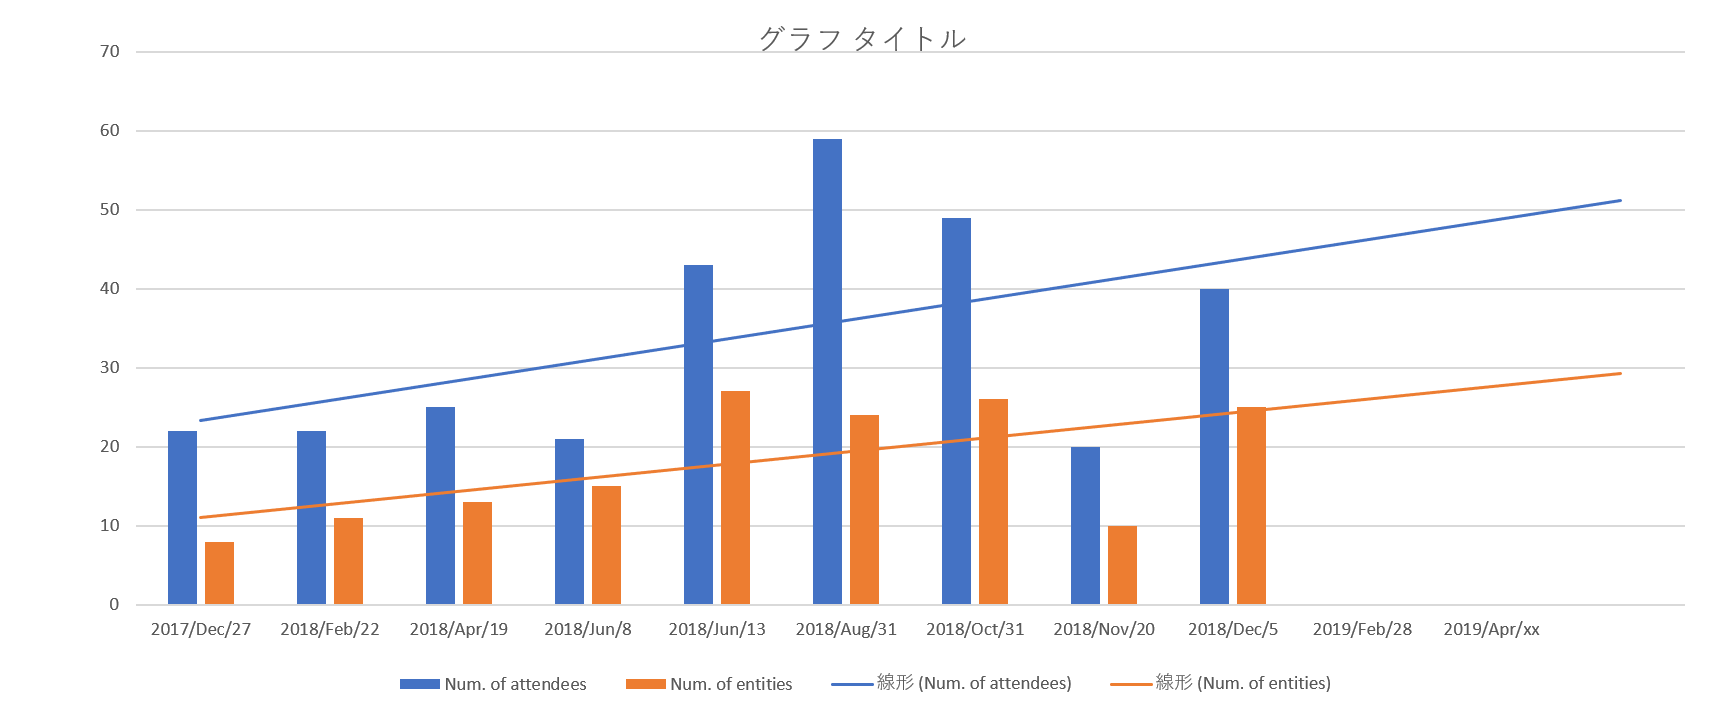 グラフ タイトル
70
60
50
40
30
20
10
0
2017/Dec/27 2018/Feb/22 2018/Apr/19 2018/Jun/8 2018/Jun/13 2018/Aug/31 2018/Oct/31 2018/Nov/20 2018/Dec/5 2019/Feb/28 2019/Apr/xx
Num. of attendees Num. of entities 線形 (Num. of attendees) 線形 (Num. of entities)